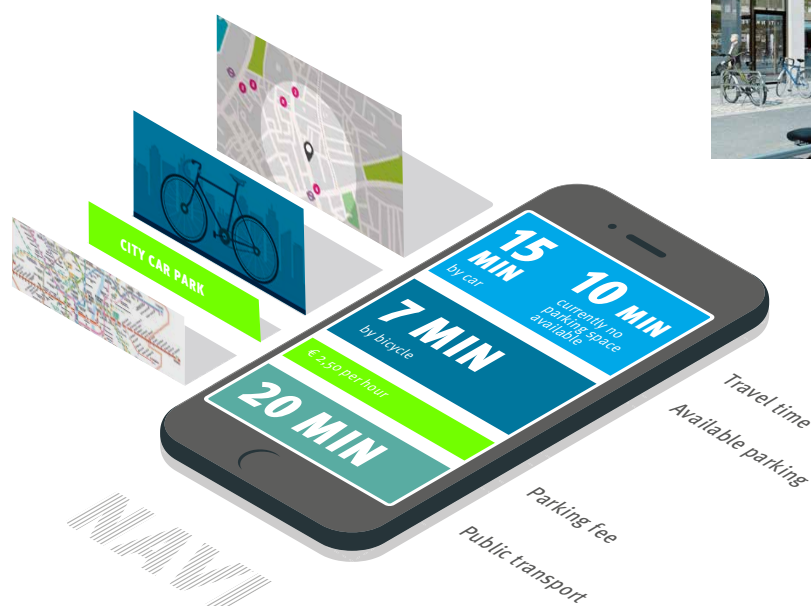 CITY CAR PARK
15
MIN
by car
10 MIN
currently no
parking space
available
7 MIN
by bicycle
€ 2,50 per hour
20 MIN
Travel time
Available parking
Parking fee
Public transport
NAVI